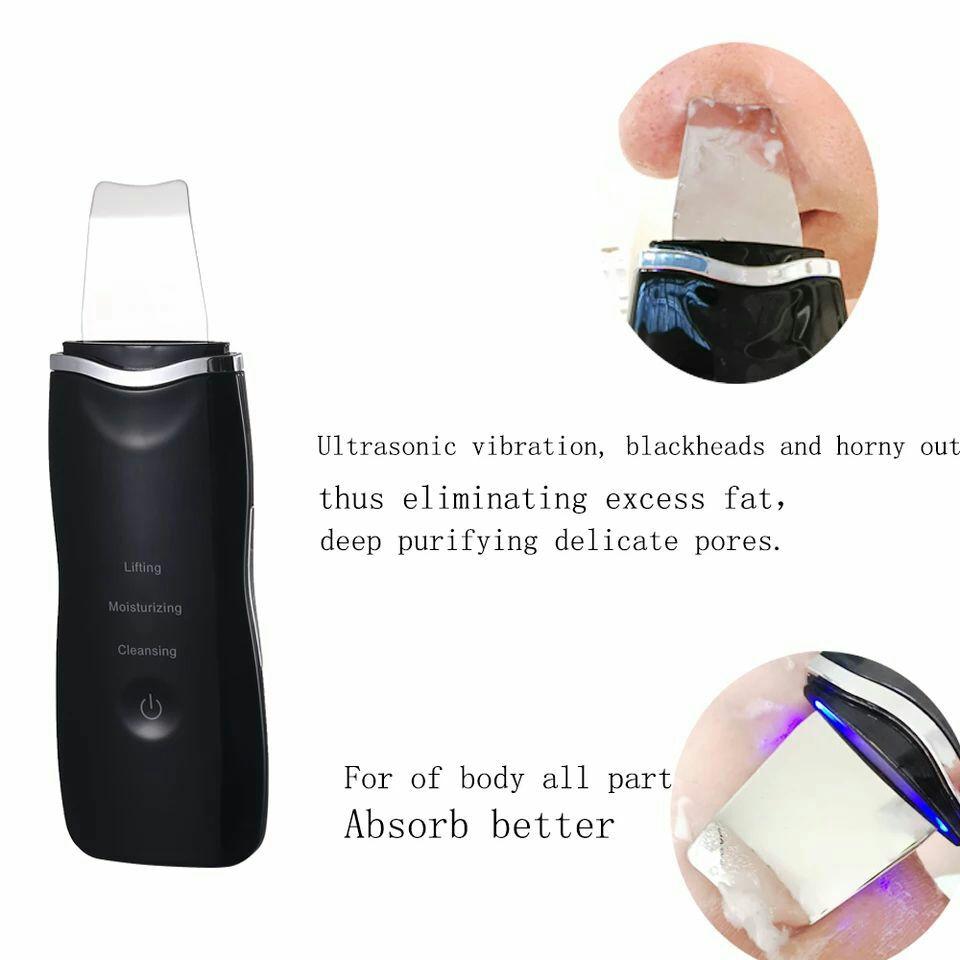 Ultrasonic vibration, blackheads and horny out
thus eliminating excess fat,
deep purifying delicate pores.
Lifting
Moisturizing
Cleansing
For of body all part
Absorb better